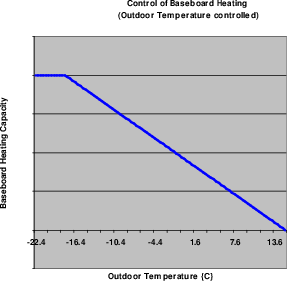 Control of Baseboard Heating
(Outdoor Temperature controlled)
Baseboard Heating Capacity
-22.4 -16.4 -10.4 -4.4 1.6 7.6 13.6
Outdoor Temperature {C}